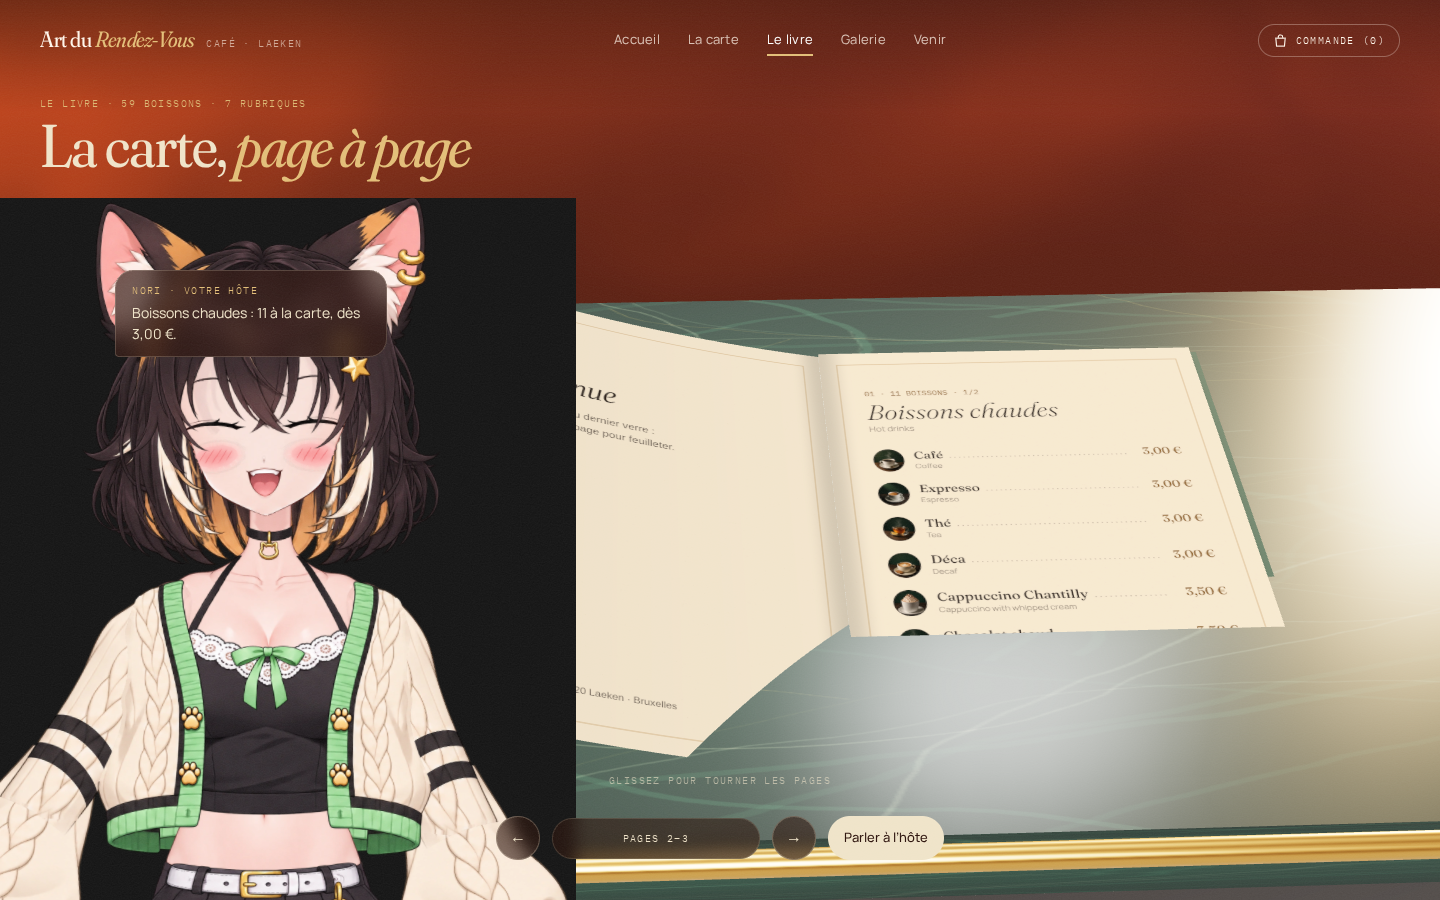 Art du Rendez-Vous CAFÉ · LAEKEN
Accueil
La carte
Le livre
Galerie
Venir
COMMANDE (0)
LE LIVRE · 59 BOISSONS · 7 RUBRIQUES
La carte, page à page
NORI · VOTRE HÔTE
Boissons chaudes : 11 à la carte, dès
3,00 €.
nue
u dernier verre :
page pour feuilleter.
20 Laeken - Bruxelles
01 · 11 BOISSONS · 1/2
Boissons chaudes
Hot drinks
Café 3,00 €
Coffee
Expresso 3,00 €
Espresso
Thé 3,00 €
Tea
Déca 3,00 €
Decaf
Cappuccino Chantilly 3,50 €
Cappuccino with whipped cream
GLISSEZ POUR TOURNER LES PAGES
←
PAGES 2–3
→
Parler à l’hôte